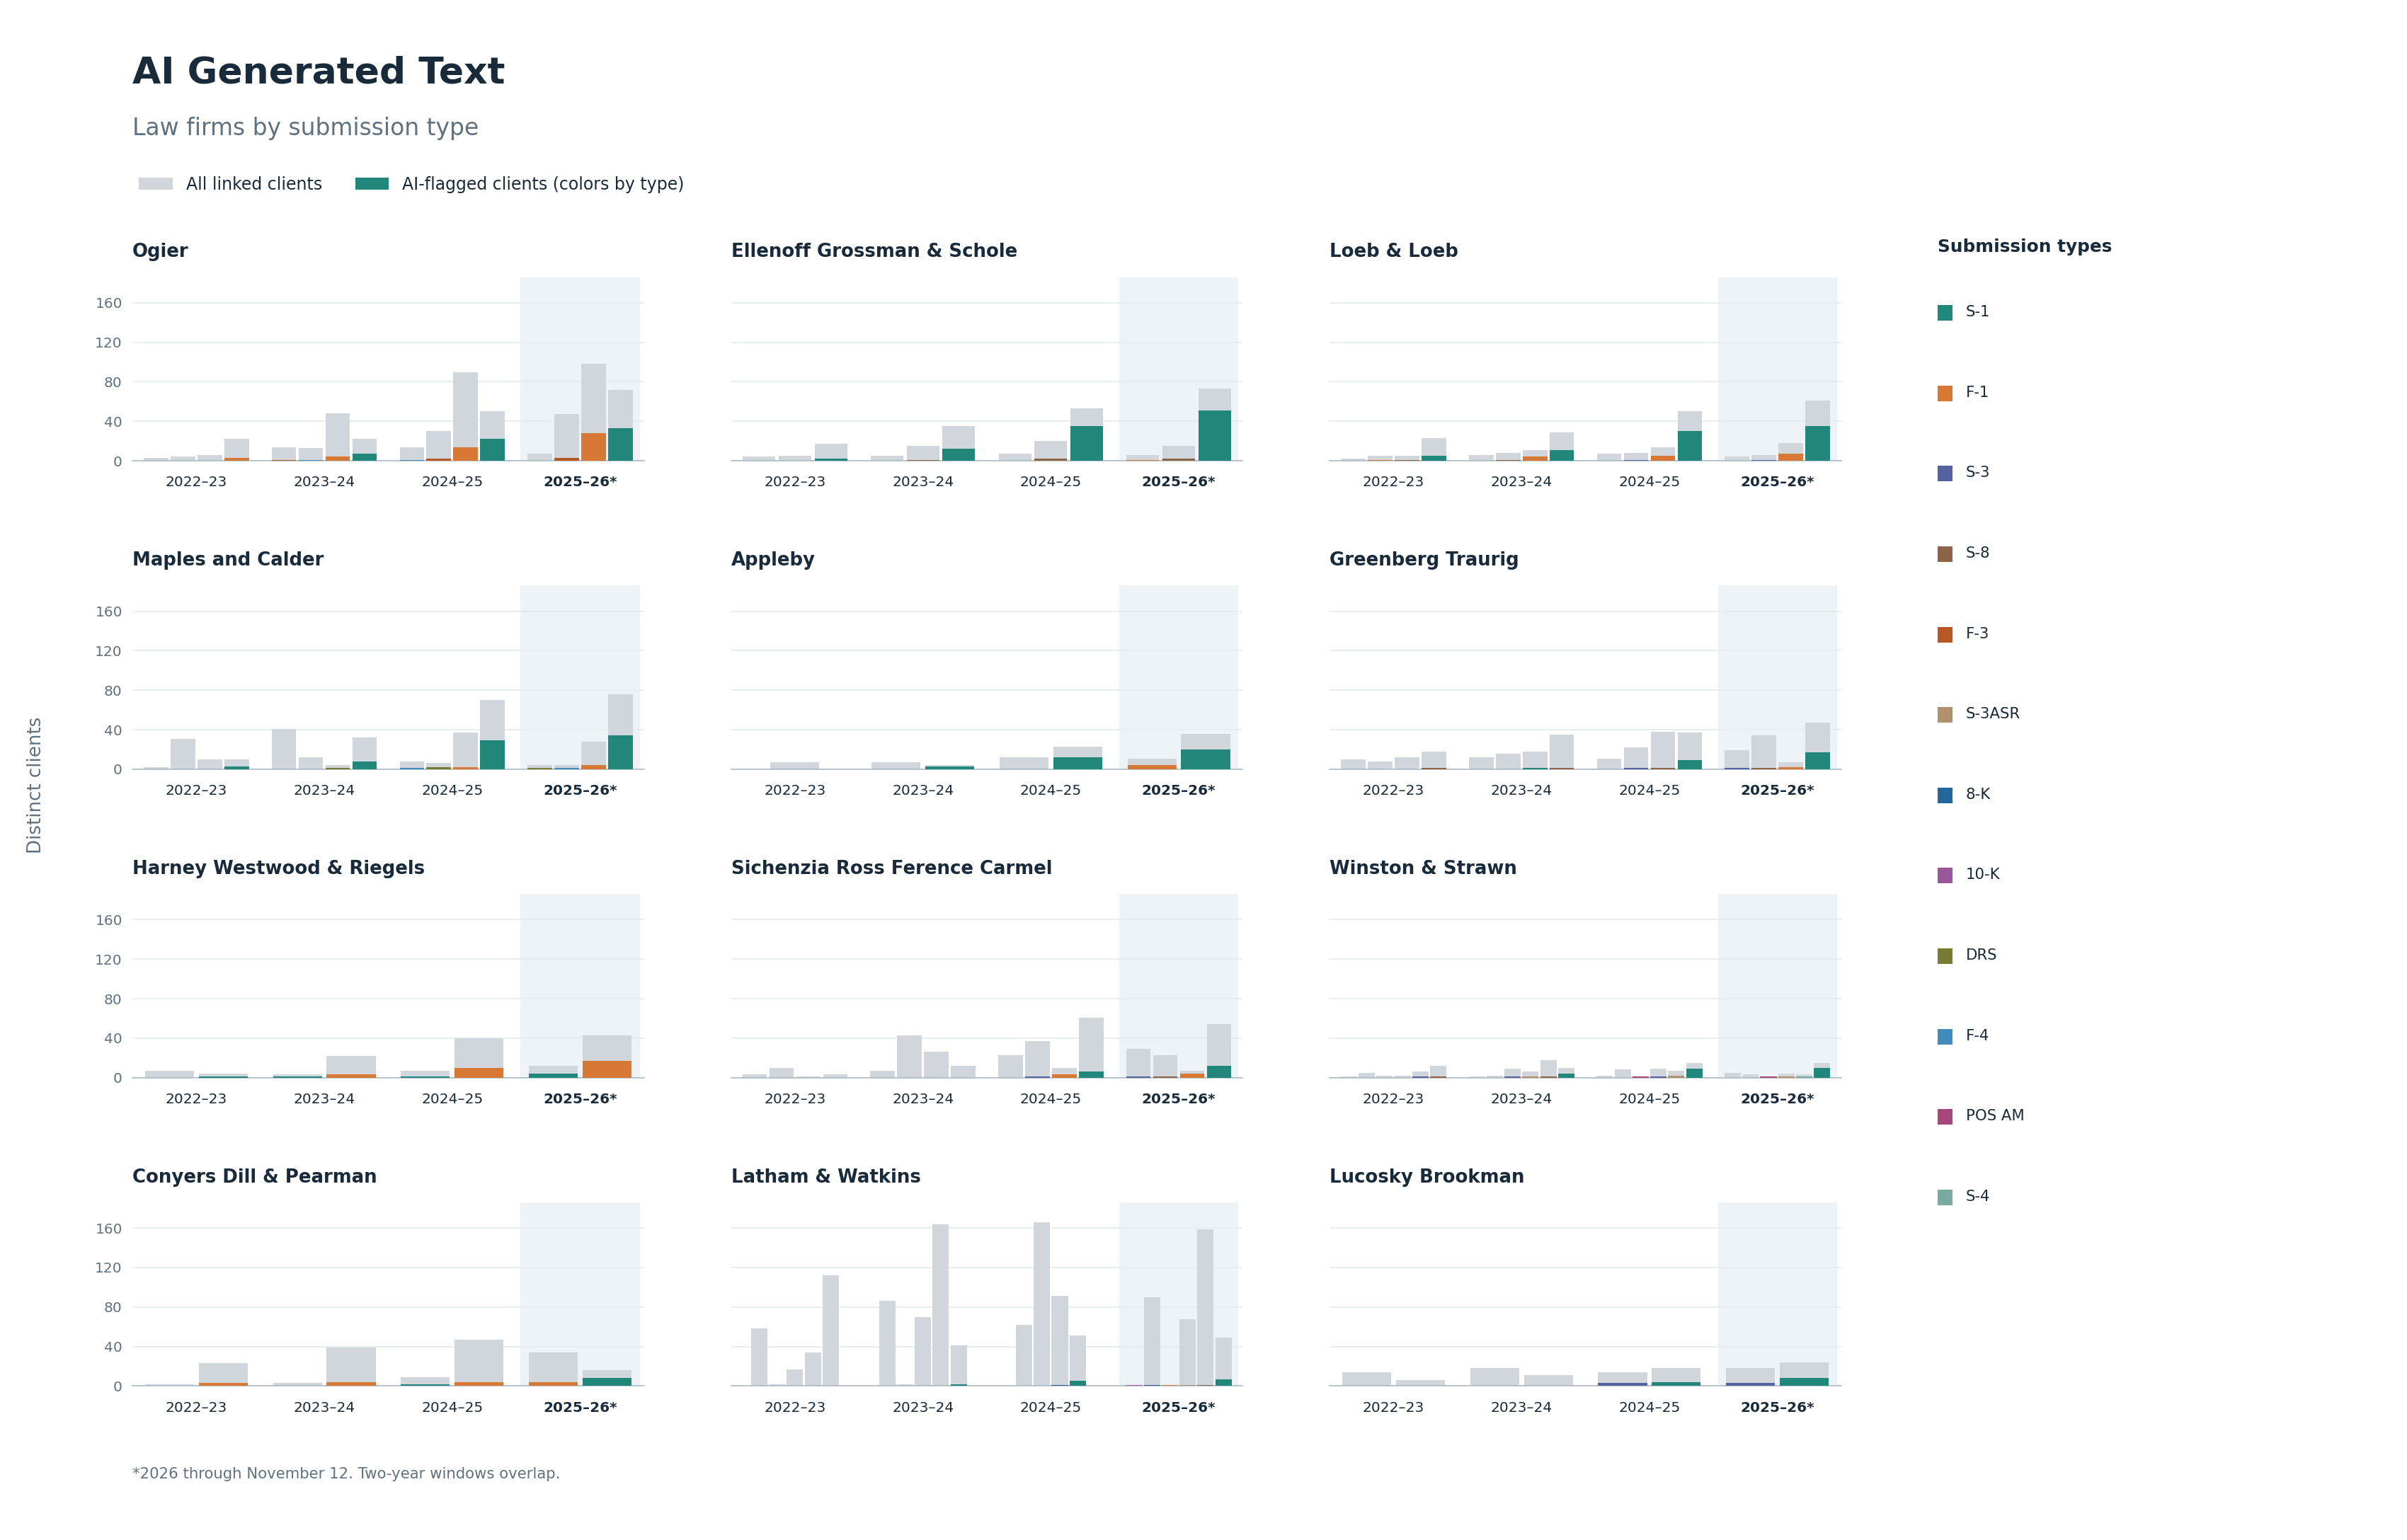 AI Generated Text
Law firms by submission type
All linked clients
AI-flagged clients (colors by type)
Ogier
Ellenoff Grossman & Schole
Loeb & Loeb
Submission types
160
120
80
40
0
2022–23
2023–24
2024–25
2025–26*
2022–23
2023–24
2024–25
2025–26*
2022–23
2023–24
2024–25
2025–26*
Maples and Calder
Appleby
Greenberg Traurig
160
120
80
40
0
2022–23
2023–24
2024–25
2025–26*
2022–23
2023–24
2024–25
2025–26*
2022–23
2023–24
2024–25
2025–26*
Distinct clients
Harney Westwood & Riegels
Sichenzia Ross Ference Carmel
Winston & Strawn
160
120
80
40
0
2022–23
2023–24
2024–25
2025–26*
2022–23
2023–24
2024–25
2025–26*
2022–23
2023–24
2024–25
2025–26*
Conyers Dill & Pearman
Latham & Watkins
Lucosky Brookman
160
120
80
40
0
2022–23
2023–24
2024–25
2025–26*
2022–23
2023–24
2024–25
2025–26*
2022–23
2023–24
2024–25
2025–26*
S-1
F-1
S-3
S-8
F-3
S-3ASR
8-K
10-K
DRS
F-4
POS AM
S-4
*2026 through November 12. Two-year windows overlap.